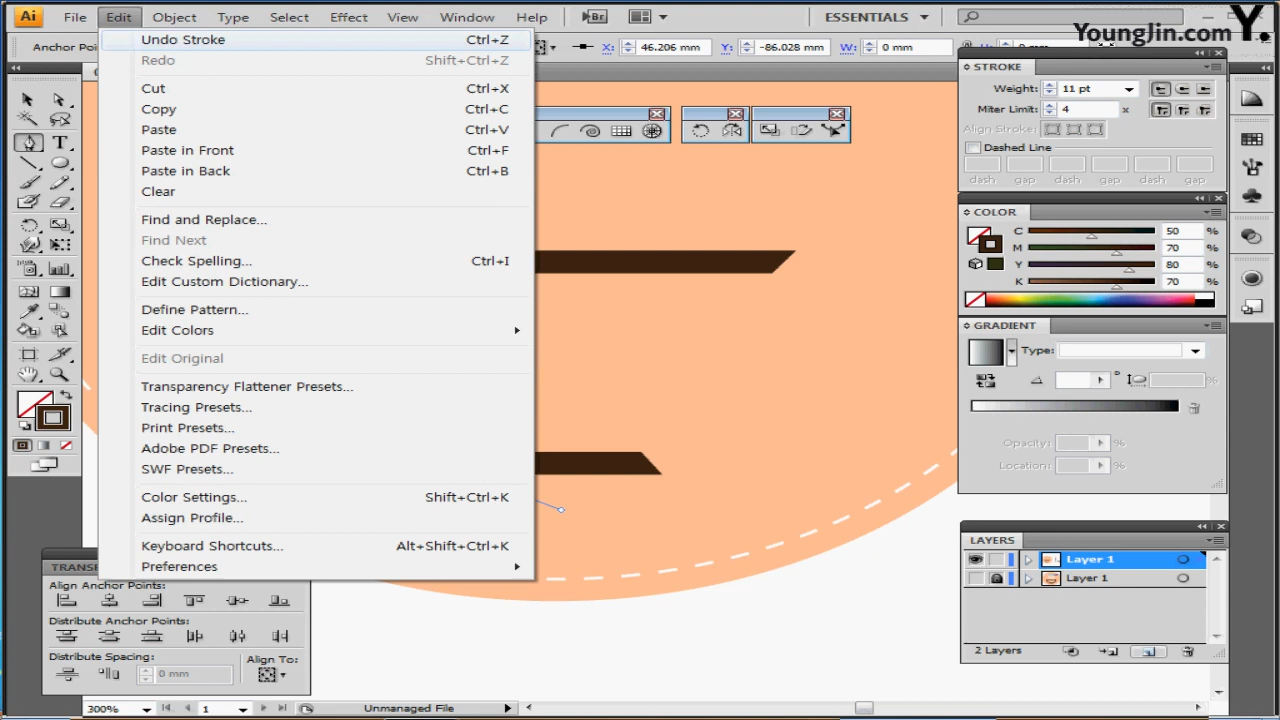 Ai File Edit Object Type Select Effect View Window Help Br ESSENTIALS
Y.
YoungJin.com
Anchor Poi
X: 46.206 mm Y: -86.028 mm W: 0 mm
Undo Stroke Ctrl+Z
Redo Shift+Ctrl+Z
Cut Ctrl+X
Copy Ctrl+C
Paste Ctrl+V
Paste in Front Ctrl+F
Paste in Back Ctrl+B
Clear
Find and Replace...
Find Next
Check Spelling... Ctrl+I
Edit Custom Dictionary...
Define Pattern...
Edit Colors
Edit Original
Transparency Flattener Presets...
Tracing Presets...
Print Presets...
Adobe PDF Presets...
SWF Presets...
Color Settings... Shift+Ctrl+K
Assign Profile...
Keyboard Shortcuts... Alt+Shift+Ctrl+K
Preferences
STROKE
Weight: 11 pt
Miter Limit: 4 x
Align Stroke:
Dashed Line
dash gap dash gap dash gap
COLOR
C 50 %
M 70 %
Y 80 %
K 70 %
GRADIENT
Type:
°
%
Opacity: %
Location: %
LAYERS
Layer 1
Layer 1
2 Layers
TRANSF
Align Anchor Points:
Distribute Anchor Points:
Distribute Spacing: Align To:
0 mm
300% 1 Unmanaged File